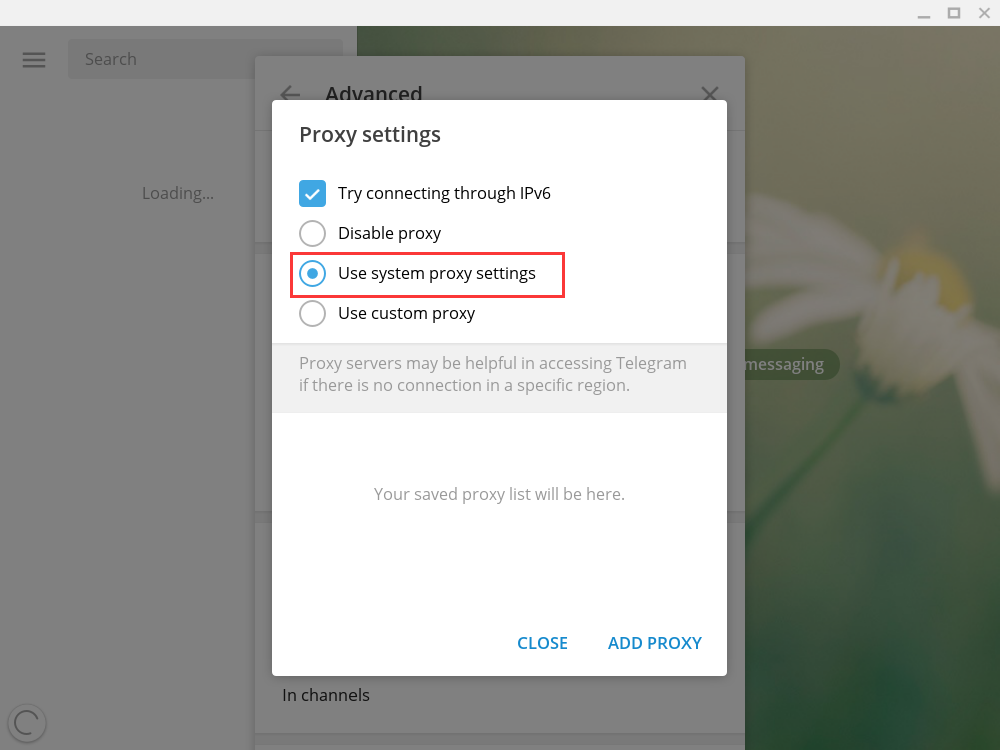 Search
Advanced
Loading...
Proxy settings
Try connecting through IPv6
Disable proxy
Use system proxy settings
Use custom proxy
Proxy servers may be helpful in accessing Telegram
if there is no connection in a specific region.
messaging
Your saved proxy list will be here.
CLOSE
ADD PROXY
In channels